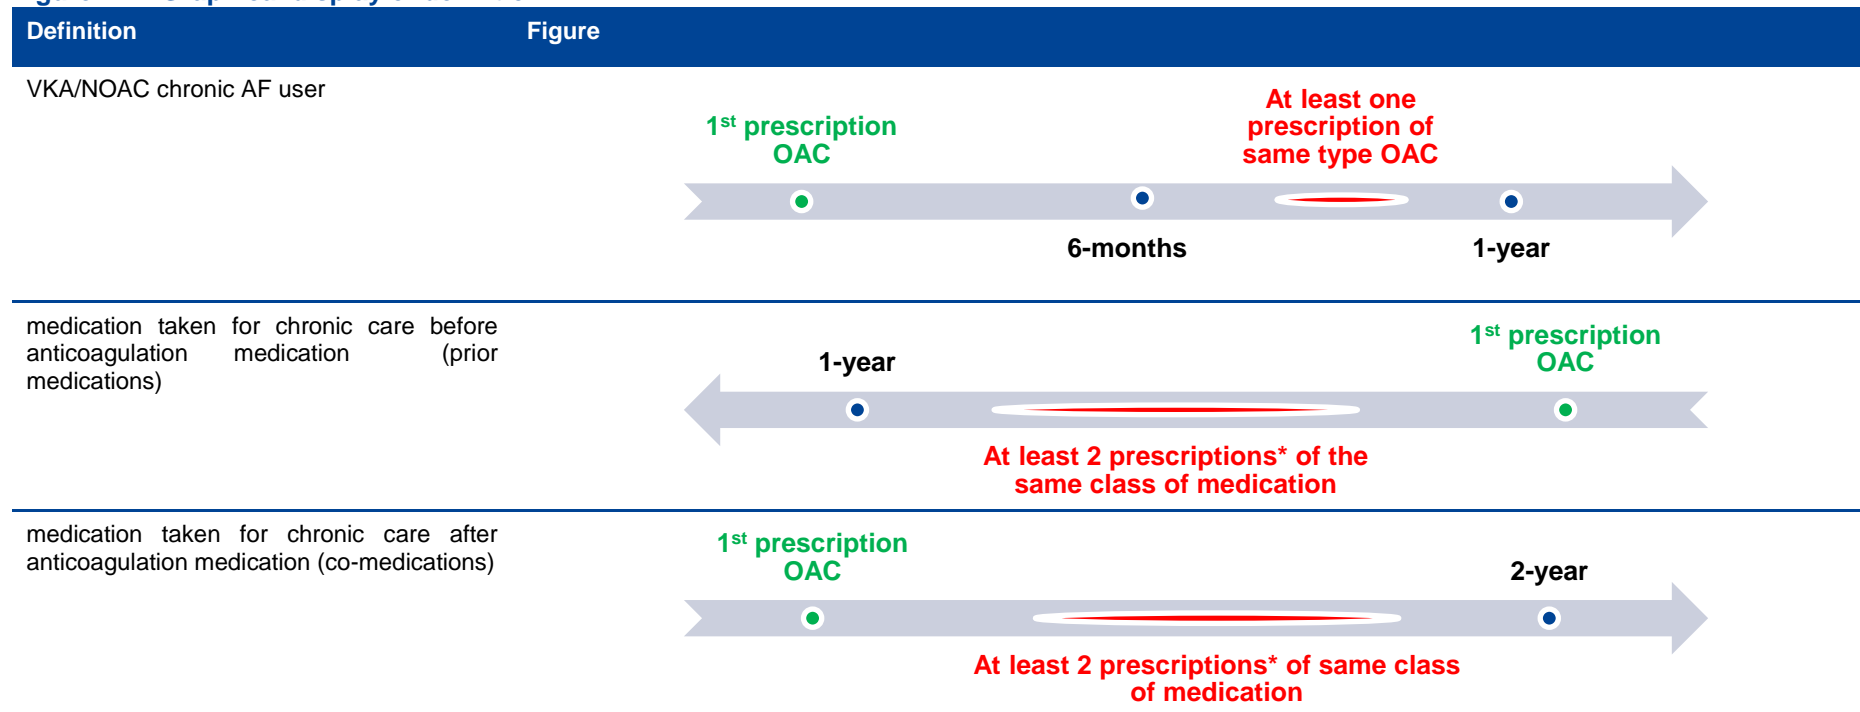 Definition Figure
VKA/NOAC chronic AF user
At least one
prescription of
same type OAC
1st prescription
OAC
6-months
1-year
medication taken for chronic care before
anticoagulation medication (prior
medications)
1st prescription
OAC
1-year
At least 2 prescriptions* of the
same class of medication
medication taken for chronic care after
anticoagulation medication (co-medications)
1st prescription
OAC
2-year
At least 2 prescriptions* of same class
of medication